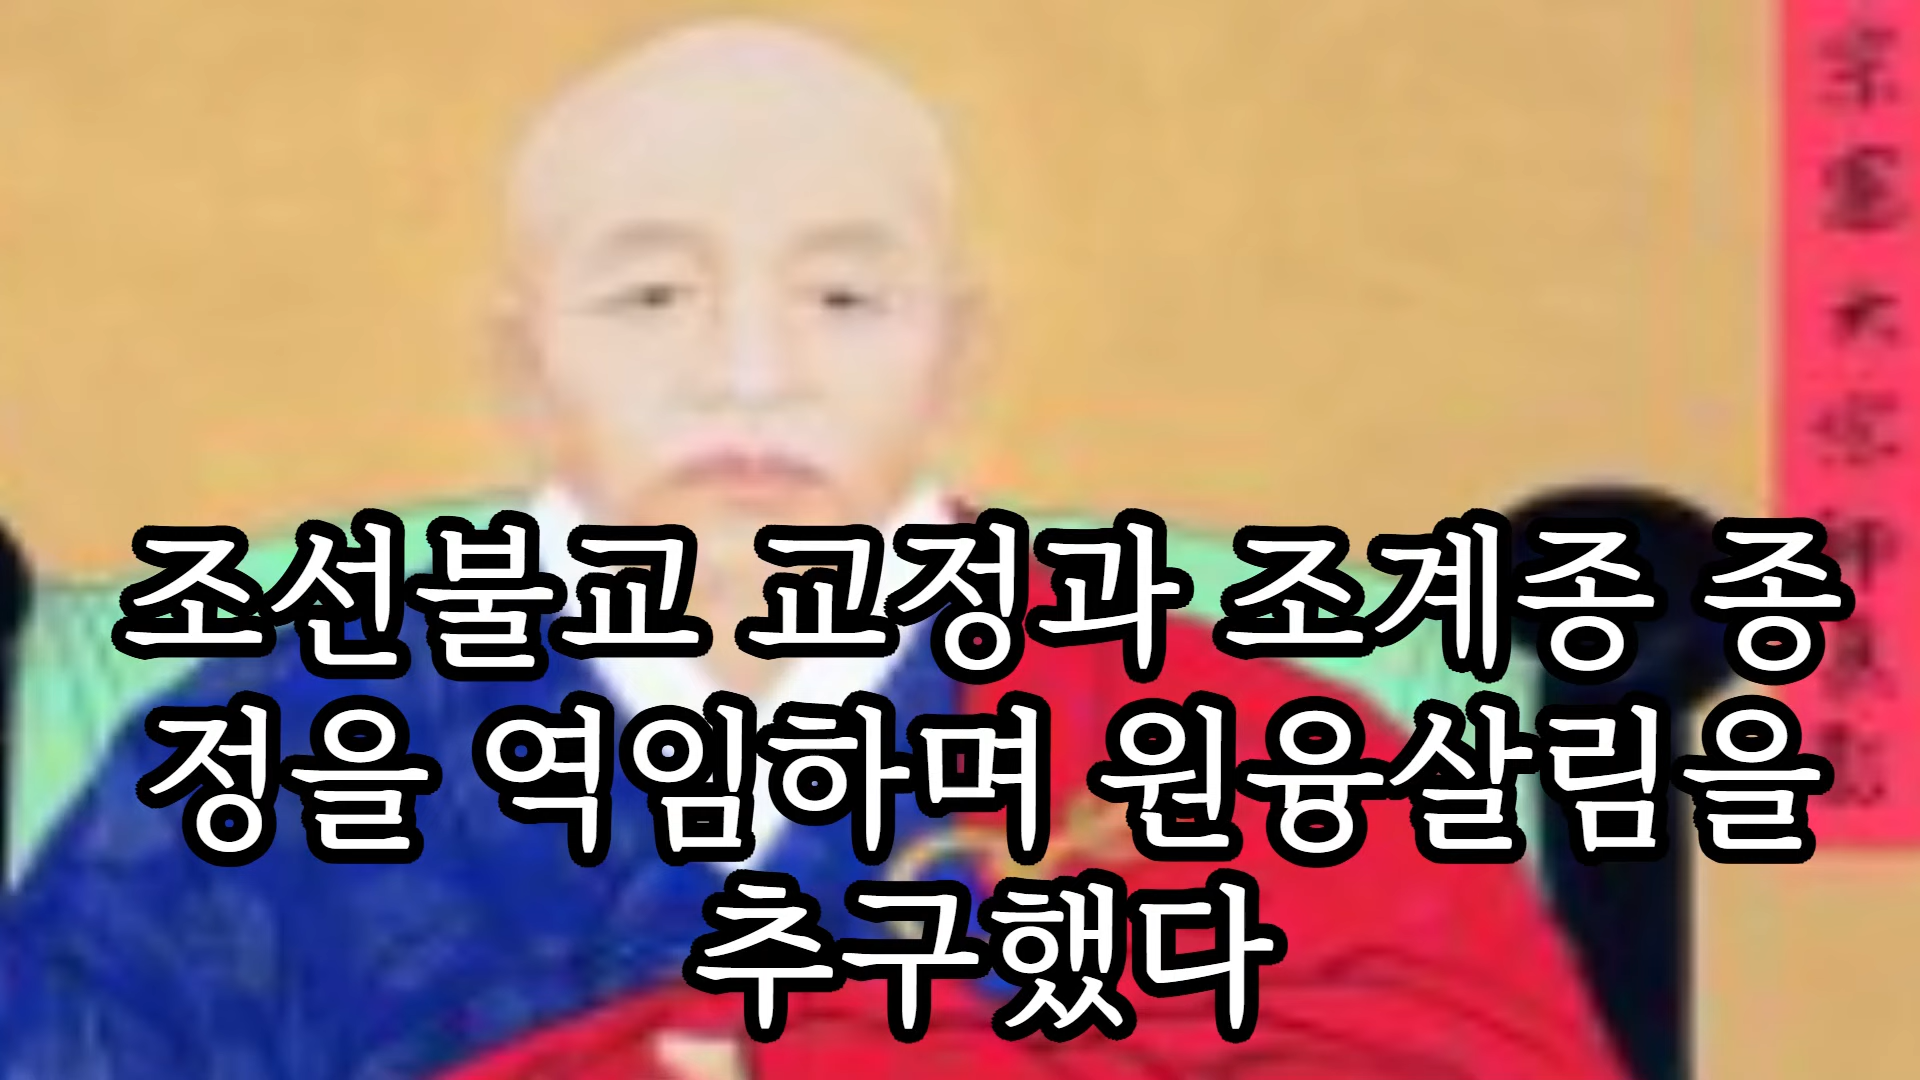 조선불교 교정과 조계종 종
정을 역임하며 원융살림을
추구했다